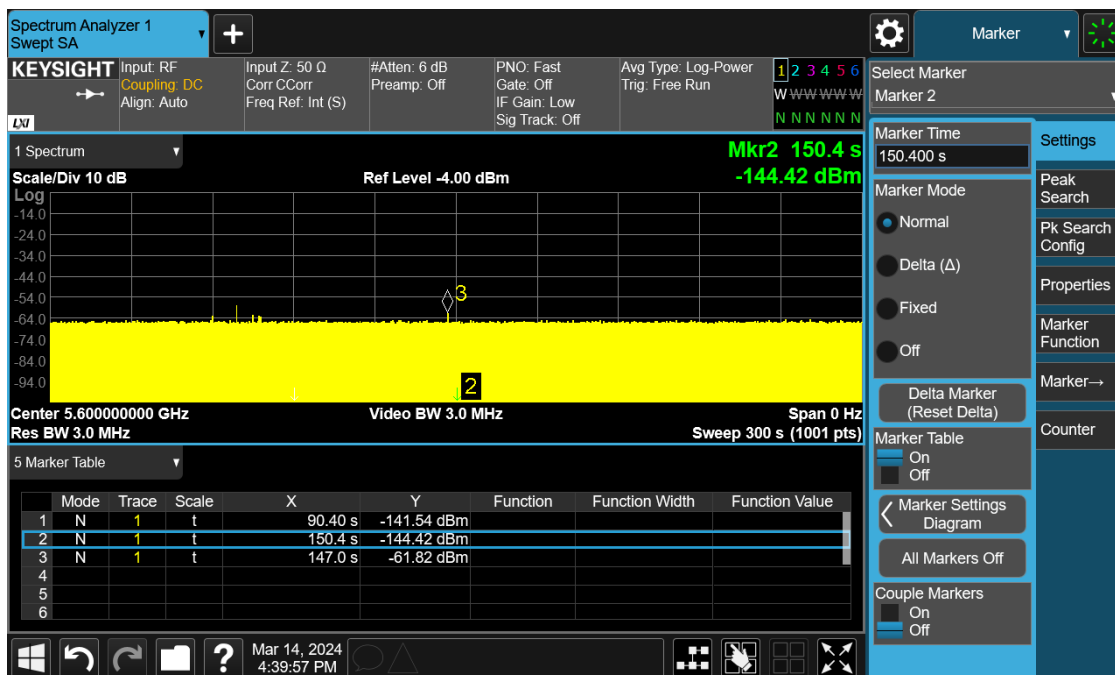 Spectrum Analyzer 1
Swept SA
+
Marker
KEYSIGHT
Input: RF
Coupling: DC
Align: Auto
Input Z: 50 Ω
Corr CCorr
Freq Ref: Int (S)
#Atten: 6 dB
Preamp: Off
PNO: Fast
Gate: Off
IF Gain: Low
Sig Track: Off
Avg Type: Log-Power
Trig: Free Run
1 2 3 4 5 6
W W W W W W
N N N N N N
LXI
Select Marker
Marker 2
1 Spectrum
Mkr2 150.4 s
Scale/Div 10 dB
Ref Level -4.00 dBm
-144.42 dBm
Log
-14.0
-24.0
-34.0
-44.0
-54.0
-64.0
-74.0
-84.0
-94.0
3
2
Center 5.600000000 GHz
Video BW 3.0 MHz
Span 0 Hz
Res BW 3.0 MHz
Sweep 300 s (1001 pts)
5 Marker Table
Mode Trace Scale X Y Function Function Width Function Value
1 N 1 t 90.40 s -141.54 dBm
2 N 1 t 150.4 s -144.42 dBm
3 N 1 t 147.0 s -61.82 dBm
4
5
6
Marker Time
150.400 s
Marker Mode
Normal
Delta (Δ)
Fixed
Off
Delta Marker
(Reset Delta)
Marker Table
On
Off
Marker Settings
Diagram
All Markers Off
Couple Markers
On
Off
Settings
Peak
Search
Pk Search
Config
Properties
Marker
Function
Marker→
Counter
?
Mar 14, 2024
4:39:57 PM